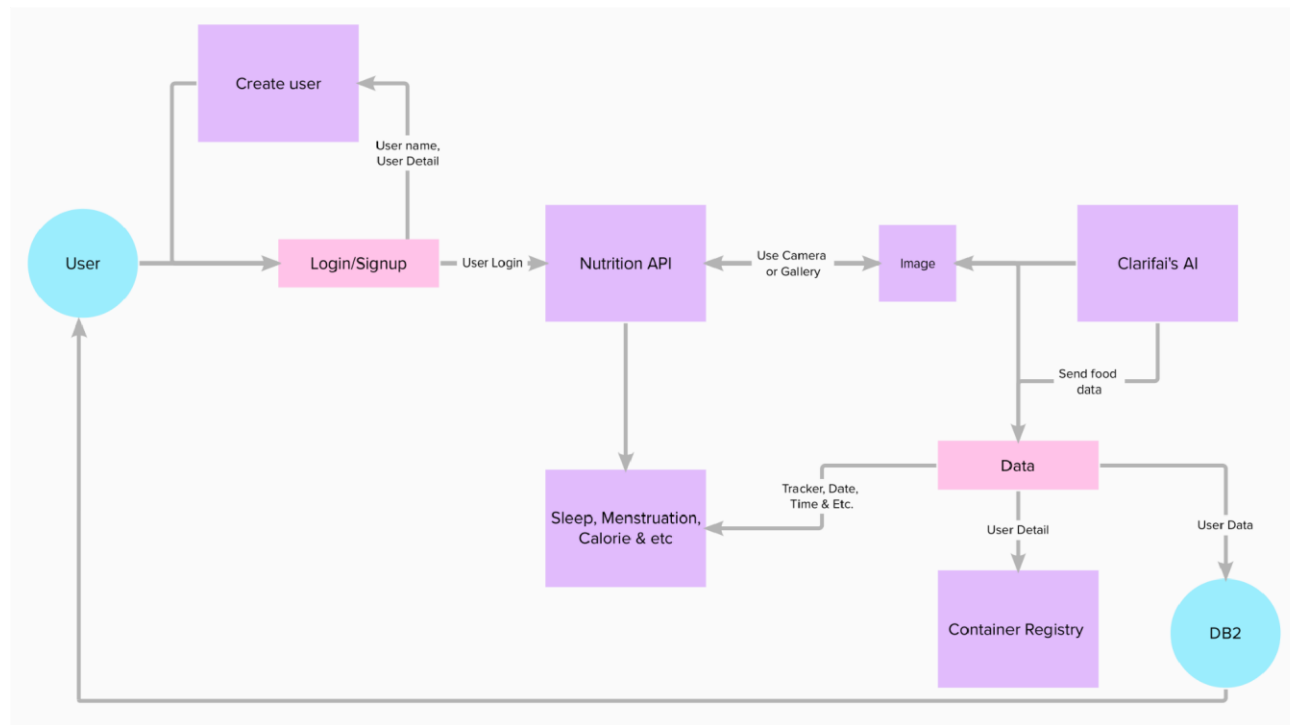 Create user
User name,
User Detail
User
Login/Signup
User Login
Nutrition API
Use Camera
or Gallery
Image
Clarifai's AI
Send food
data
Data
Tracker, Date,
Time & Etc.
Sleep, Menstruation,
Calorie & etc
User Detail
User Data
Container Registry
DB2